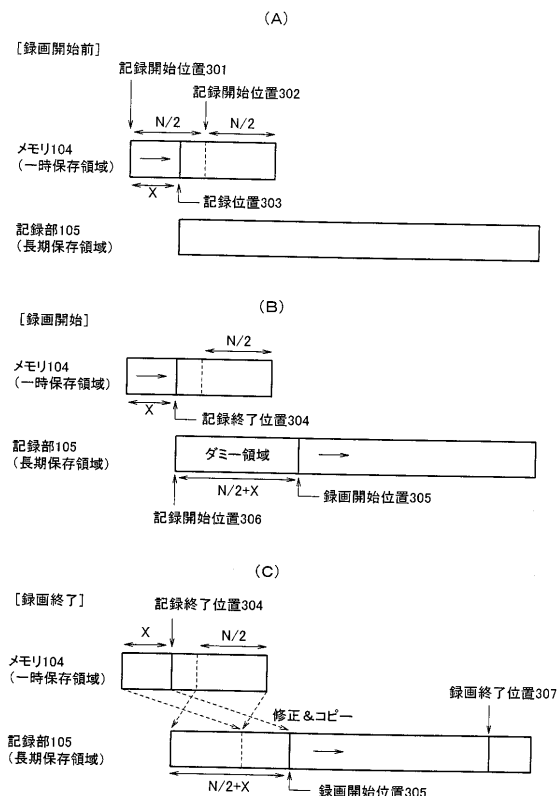 (A)
[録画開始前]
記録開始位置301
記録開始位置302
N/2
N/2
メモリ104
(一時保存領域)
X
記録位置303
記録部105
(長期保存領域)
(B)
[録画開始]
N/2
メモリ104
(一時保存領域)
X
記録終了位置304
記録部105
(長期保存領域)
ダミー領域
N/2+X
録画開始位置305
記録開始位置306
(C)
[録画終了]
記録終了位置304
X
N/2
メモリ104
(一時保存領域)
録画終了位置307
修正&コピー
記録部105
(長期保存領域)
N/2+X
録画開始位置305